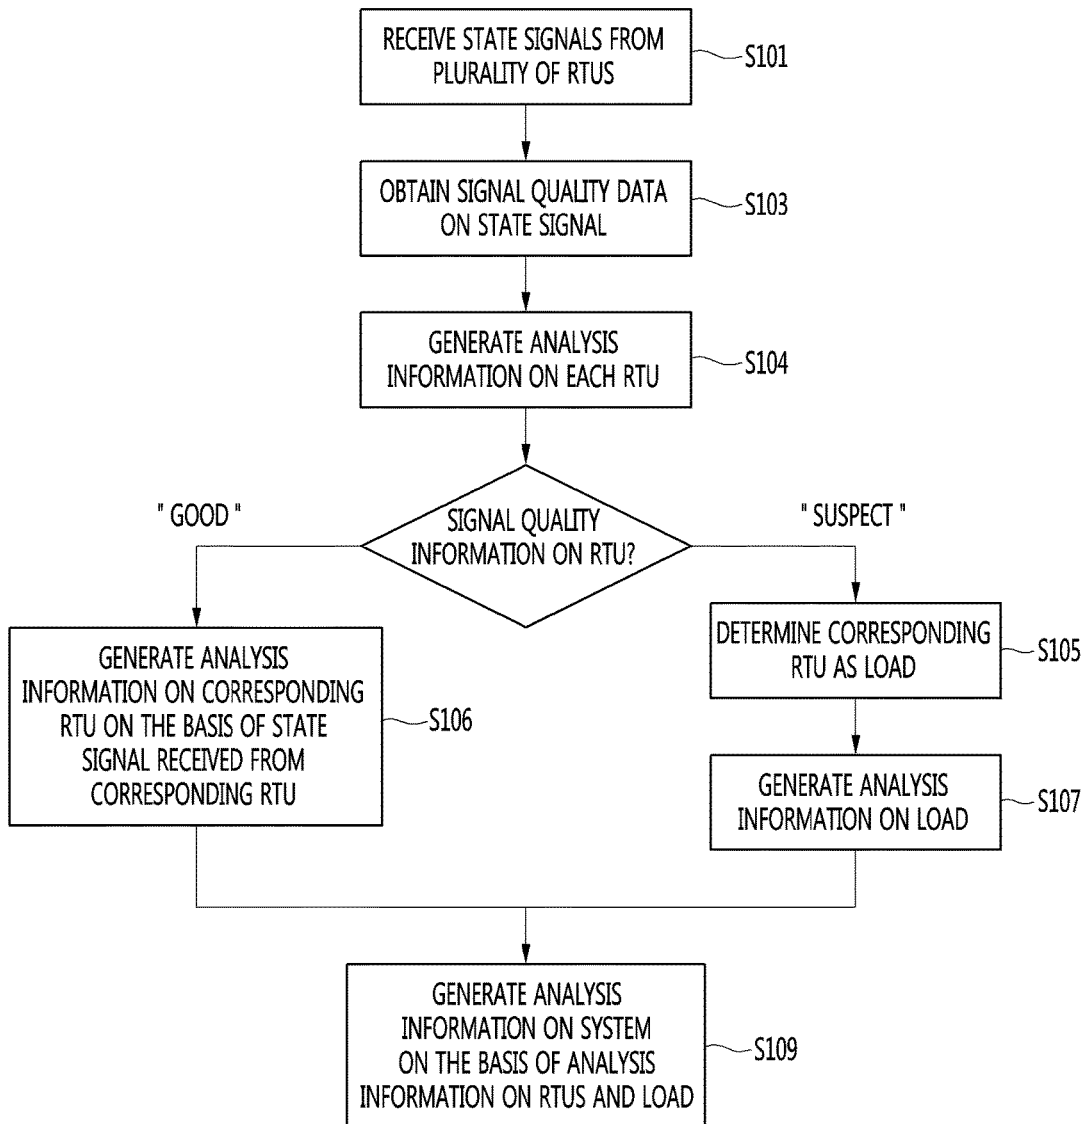 RECEIVE STATE SIGNALS FROM
PLURALITY OF RTUS
S101
OBTAIN SIGNAL QUALITY DATA
ON STATE SIGNAL
S103
GENERATE ANALYSIS
INFORMATION ON EACH RTU
S104
" GOOD "
SIGNAL QUALITY
INFORMATION ON RTU?
" SUSPECT "
GENERATE ANALYSIS
INFORMATION ON CORRESPONDING
RTU ON THE BASIS OF STATE
SIGNAL RECEIVED FROM
CORRESPONDING RTU
S106
DETERMINE CORRESPONDING
RTU AS LOAD
S105
GENERATE ANALYSIS
INFORMATION ON LOAD
S107
GENERATE ANALYSIS
INFORMATION ON SYSTEM
ON THE BASIS OF ANALYSIS
INFORMATION ON RTUS AND LOAD
S109